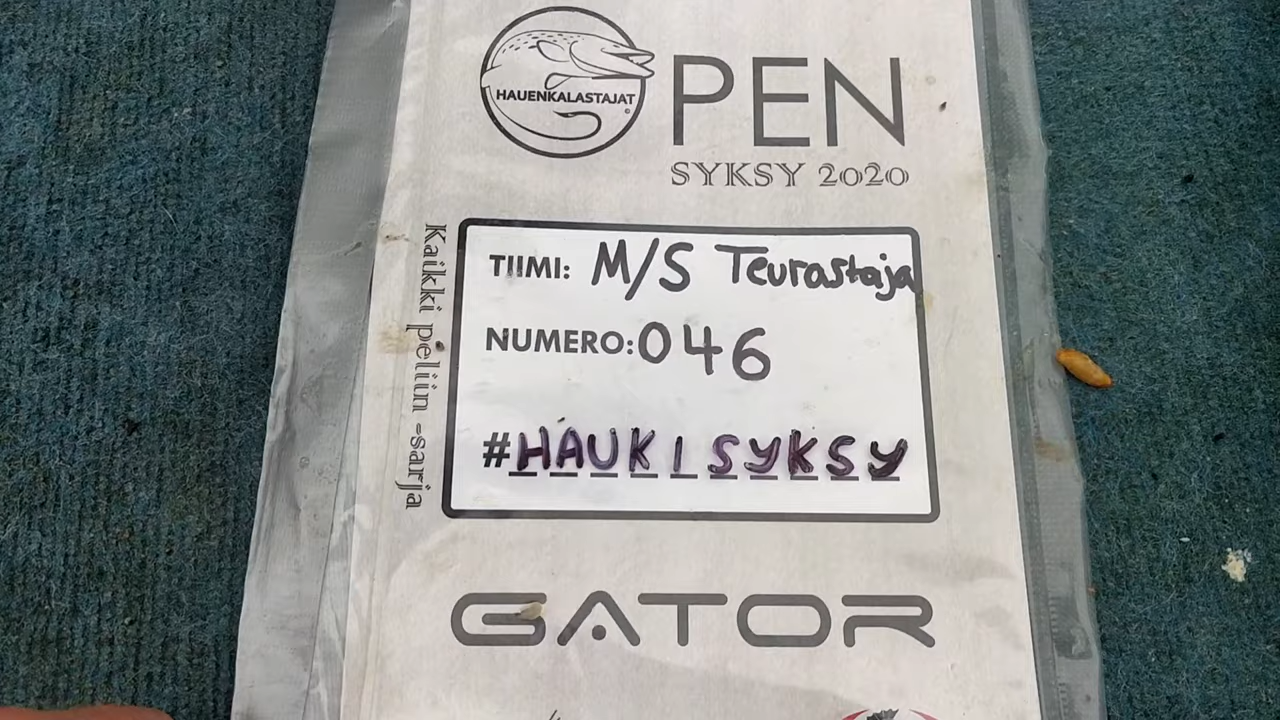 HAUENKALASTAJAT
OPEN
SYKSY 2020
Kaikki peliin -sarja
TIIMI: M/S Teurastaja
NUMERO: 046
#HAUKISYKSY
GATOR